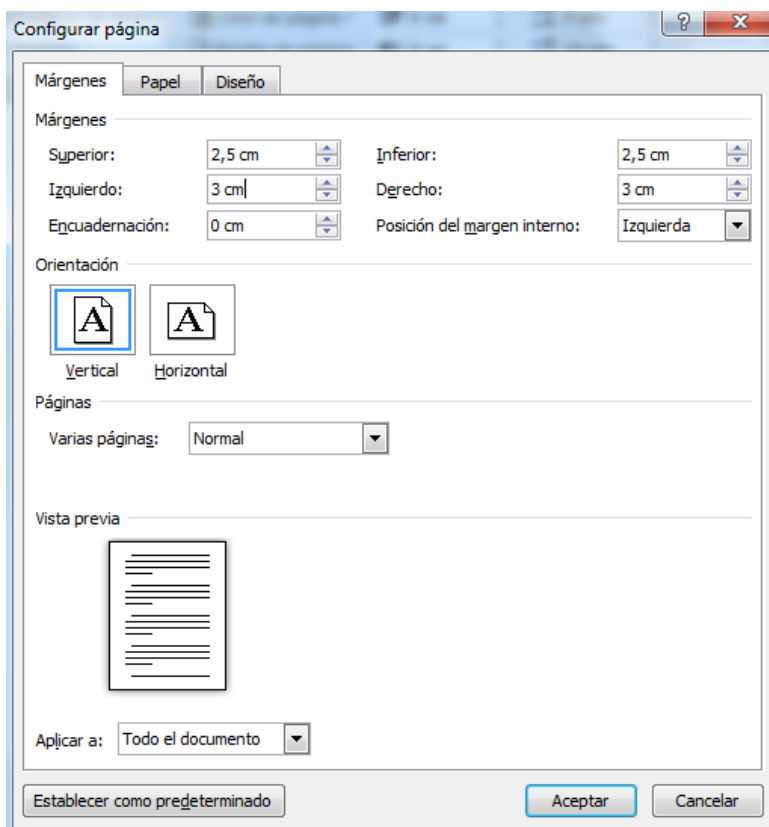 Configurar página
Márgenes Papel Diseño
Márgenes
Superior: 2,5 cm Inferior: 2,5 cm
Izquierdo: 3 cm Derecho: 3 cm
Encuadernación: 0 cm Posición del margen interno: Izquierda
Orientación
A A
Vertical Horizontal
Páginas
Varias páginas: Normal
Vista previa
Aplicar a: Todo el documento
Establecer como predeterminado Aceptar Cancelar